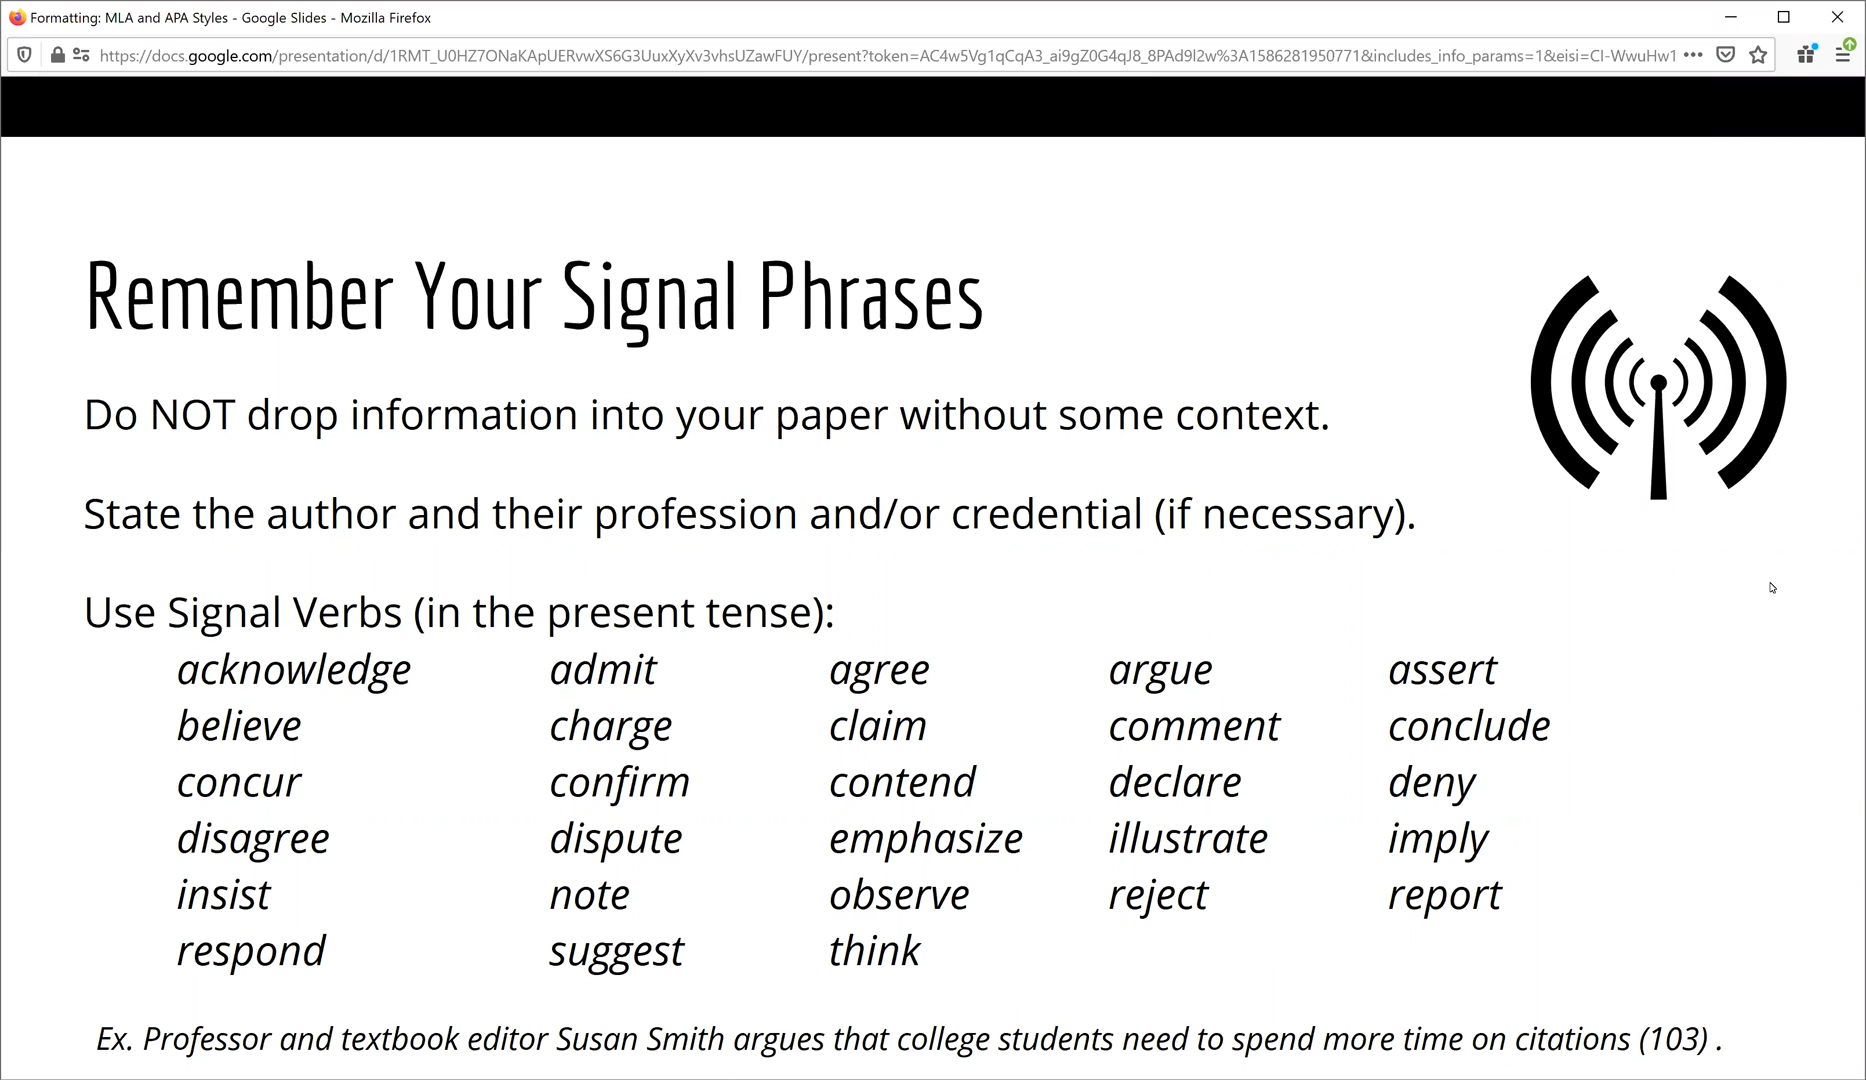 Formatting: MLA and APA Styles - Google Slides - Mozilla Firefox
https://docs.google.com/presentation/d/1RMT_U0HZ7ONaKApUERvwXS6G3UuxXyXv3vhsUZawFUY/present?token=AC4w5Vg1qCqA3_ai9gZ0G4qJ8_8PAd9l2w%3A1586281950771&includes_info_params=1&eisi=CI-WwuHw1
Remember Your Signal Phrases
Do NOT drop information into your paper without some context.
State the author and their profession and/or credential (if necessary).
Use Signal Verbs (in the present tense):
acknowledge admit agree argue assert
believe charge claim comment conclude
concur confirm contend declare deny
disagree dispute emphasize illustrate imply
insist note observe reject report
respond suggest think
Ex. Professor and textbook editor Susan Smith argues that college students need to spend more time on citations (103) .